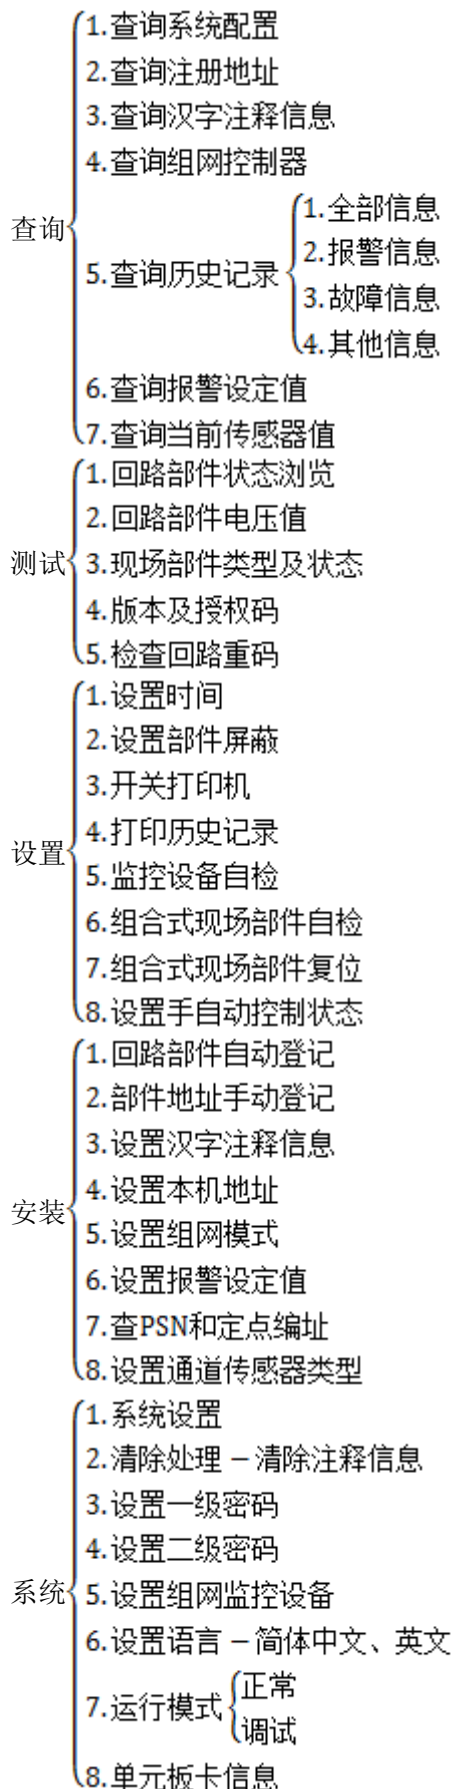 查询
1.查询系统配置
2.查询注册地址
3.查询汉字注释信息
4.查询组网控制器
5.查询历史记录
1.全部信息
2.报警信息
3.故障信息
4.其他信息
6.查询报警设定值
7.查询当前传感器值
测试
1.回路部件状态浏览
2.回路部件电压值
3.现场部件类型及状态
4.版本及授权码
5.检查回路重码
设置
1.设置时间
2.设置部件屏蔽
3.开关打印机
4.打印历史记录
5.监控设备自检
6.组合式现场部件自检
7.组合式现场部件复位
8.设置手自动控制状态
安装
1.回路部件自动登记
2.部件地址手动登记
3.设置汉字注释信息
4.设置本机地址
5.设置组网模式
6.设置报警设定值
7.查PSN和定点编址
8.设置通道传感器类型
系统
1.系统设置
2.清除处理 – 清除注释信息
3.设置一级密码
4.设置二级密码
5.设置组网监控设备
6.设置语言 – 简体中文、英文
7.运行模式
正常
调试
8.单元板卡信息